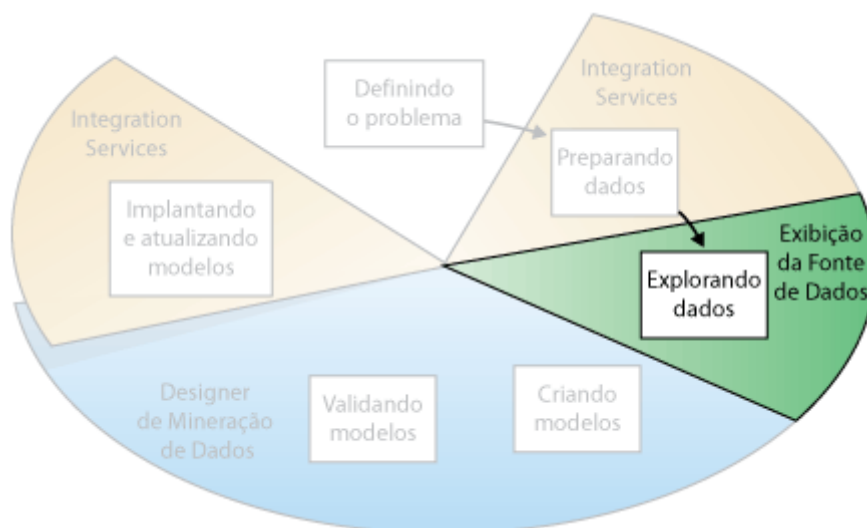 Definindo
o problema
Integration
Services
Preparando
dados
Exibição
da Fonte
de Dados
Explorando
dados
Criando
modelos
Validando
modelos
Designer
de Mineração
de Dados
Implantando
e atualizando
modelos
Integration
Services